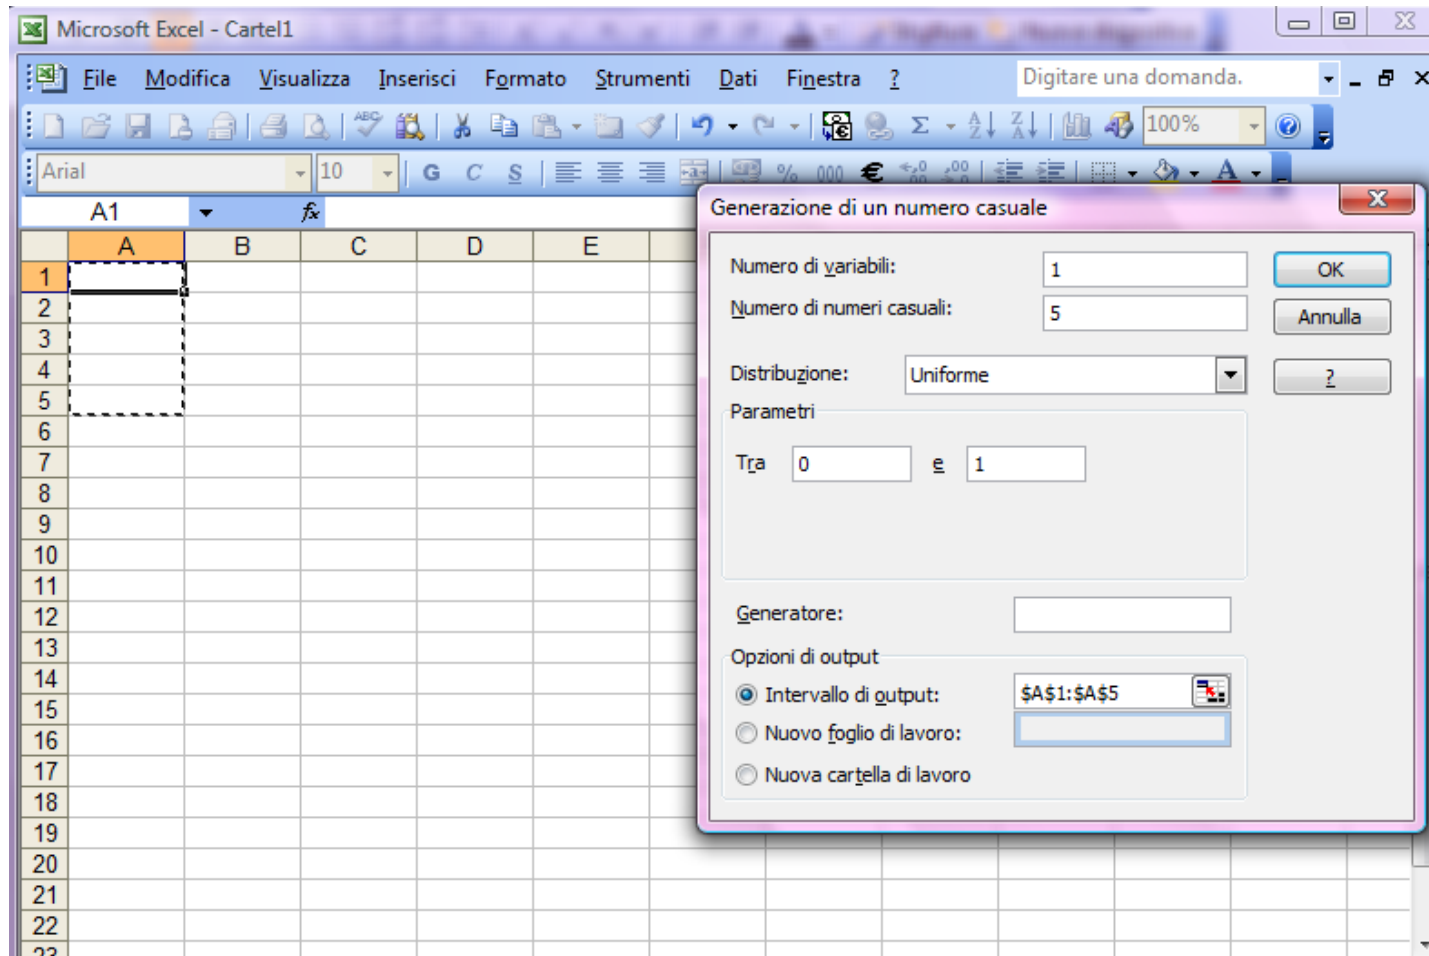 Microsoft Excel - Cartel1
File Modifica Visualizza Inserisci Formato Strumenti Dati Finestra ? Digitare una domanda.
ABC Σ A Z Z A 100% ?
Arial 10 G C S % 000 € A
A1 fx
A B C D E
1
2
3
4
5
6
7
8
9
10
11
12
13
14
15
16
17
18
19
20
21
22
23
Generazione di un numero casuale
Numero di variabili: 1 OK
Numero di numeri casuali: 5 Annulla
Distribuzione: Uniforme ?
Parametri
Tra 0 e 1
Generatore:
Opzioni di output
Intervallo di output: $A$1:$A$5
Nuovo foglio di lavoro:
Nuova cartella di lavoro